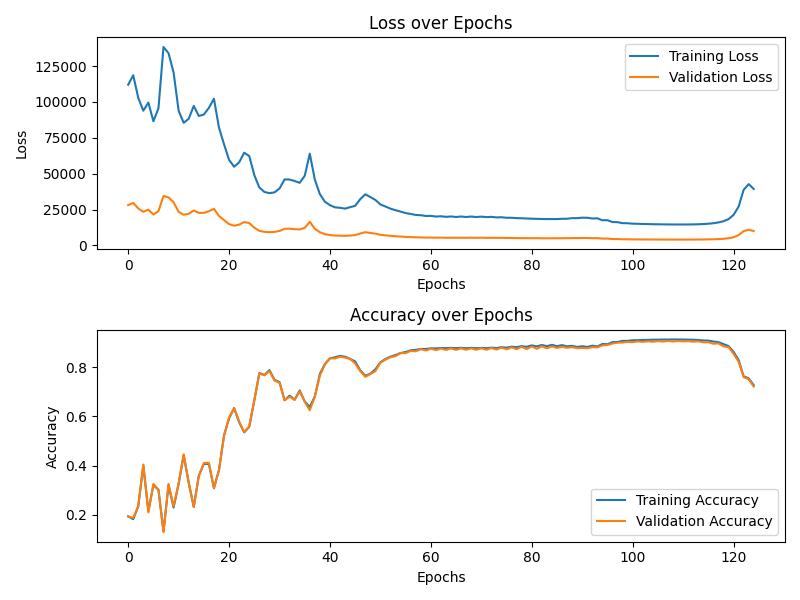 Loss over Epochs
Loss
125000
100000
75000
50000
25000
0
Training Loss
Validation Loss
0 20 40 60 80 100 120
Epochs
Accuracy over Epochs
Accuracy
0.8
0.6
0.4
0.2
Training Accuracy
Validation Accuracy
0 20 40 60 80 100 120
Epochs